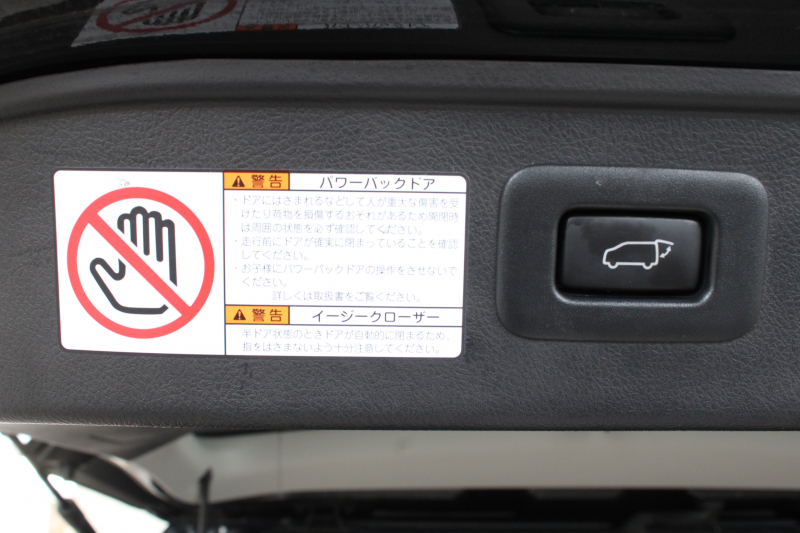 警告 パワーバックドア
・ドアにはさまれるなどして人が重大な傷害を受
けたり荷物を損傷するおそれがあるため開閉時
は周囲の状態を必ず確認してください。
・走行前にドアが確実に閉まっていることを確認
してください。
・お子様にパワーバックドアの操作をさせないで
ください。
詳しくは取扱書をご覧ください。
警告 イージークローザー
半ドア状態のときドアが自動的に閉まるため、
指をはさまないよう十分注意してください。